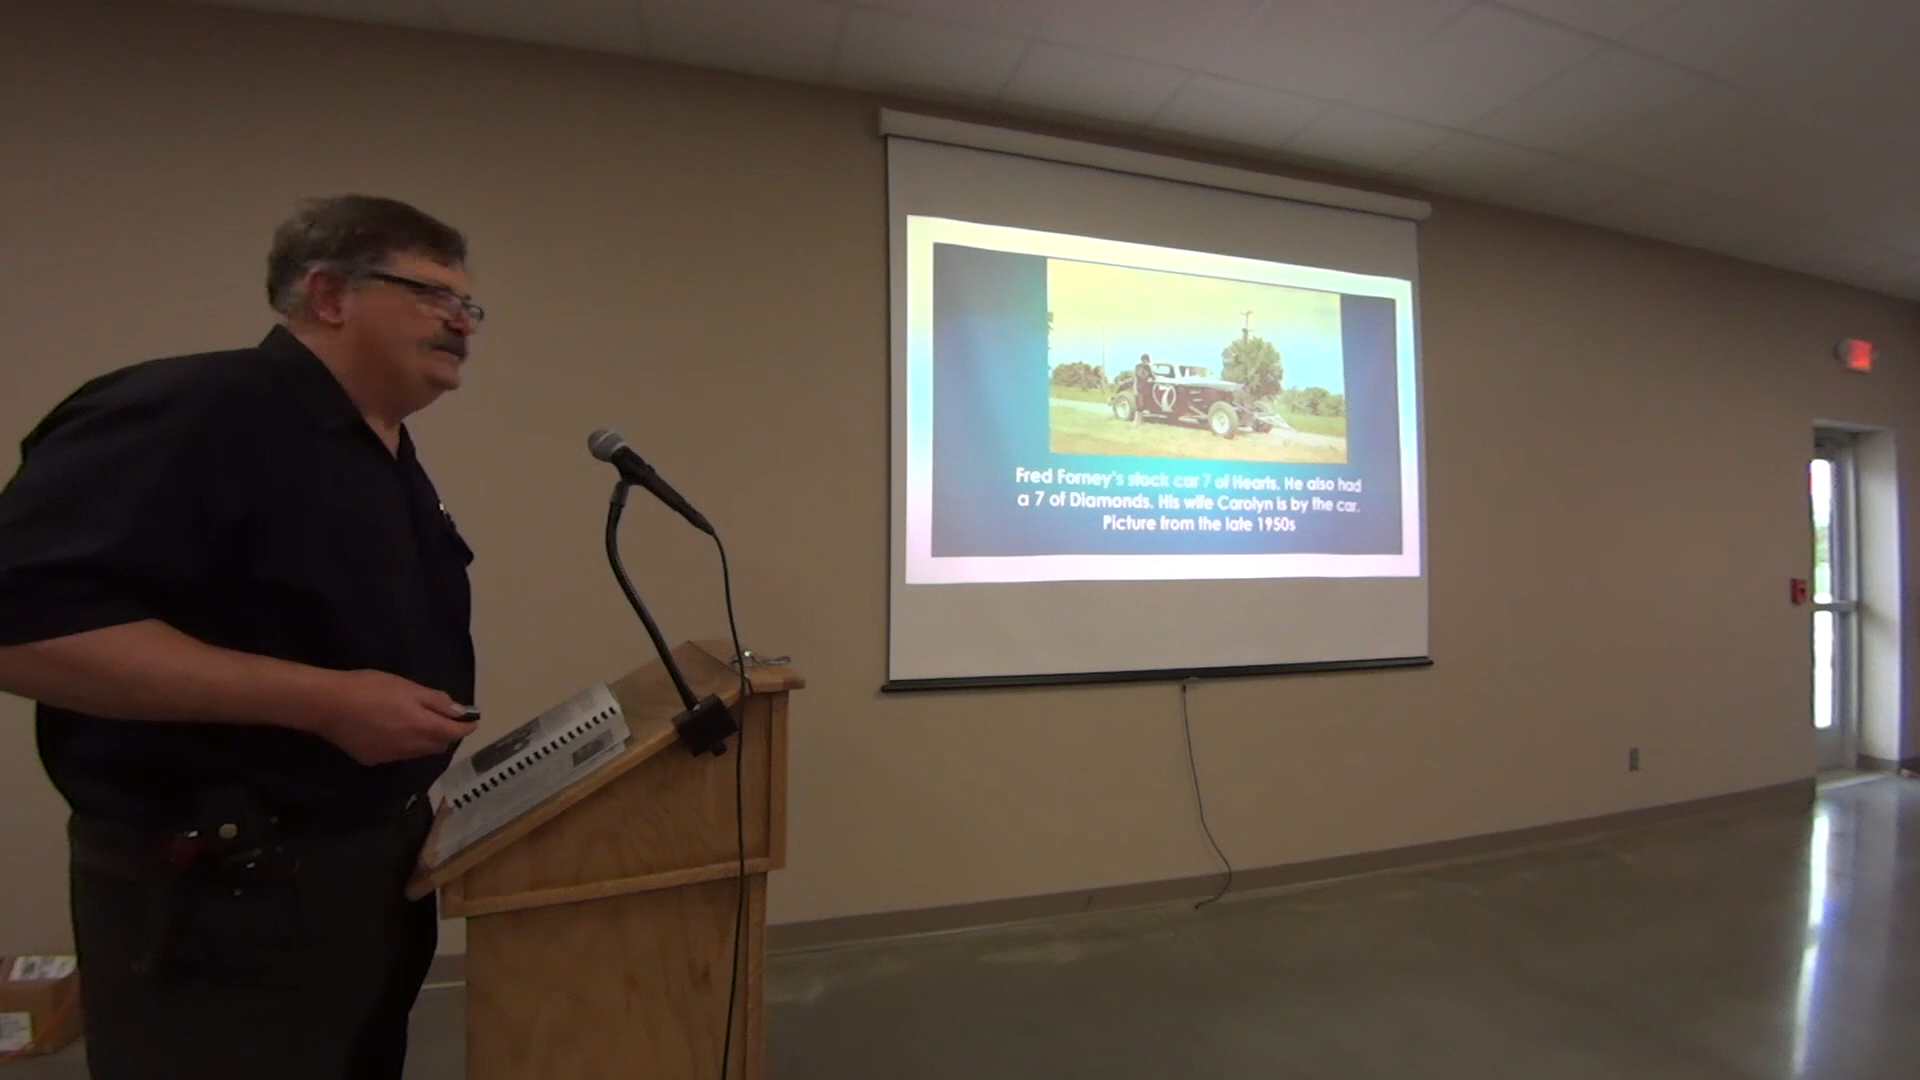 7
Fred Forney's stock car 7 of Hearts. He also had
a 7 of Diamonds. His wife Carolyn is by the car.
Picture from the late 1950s